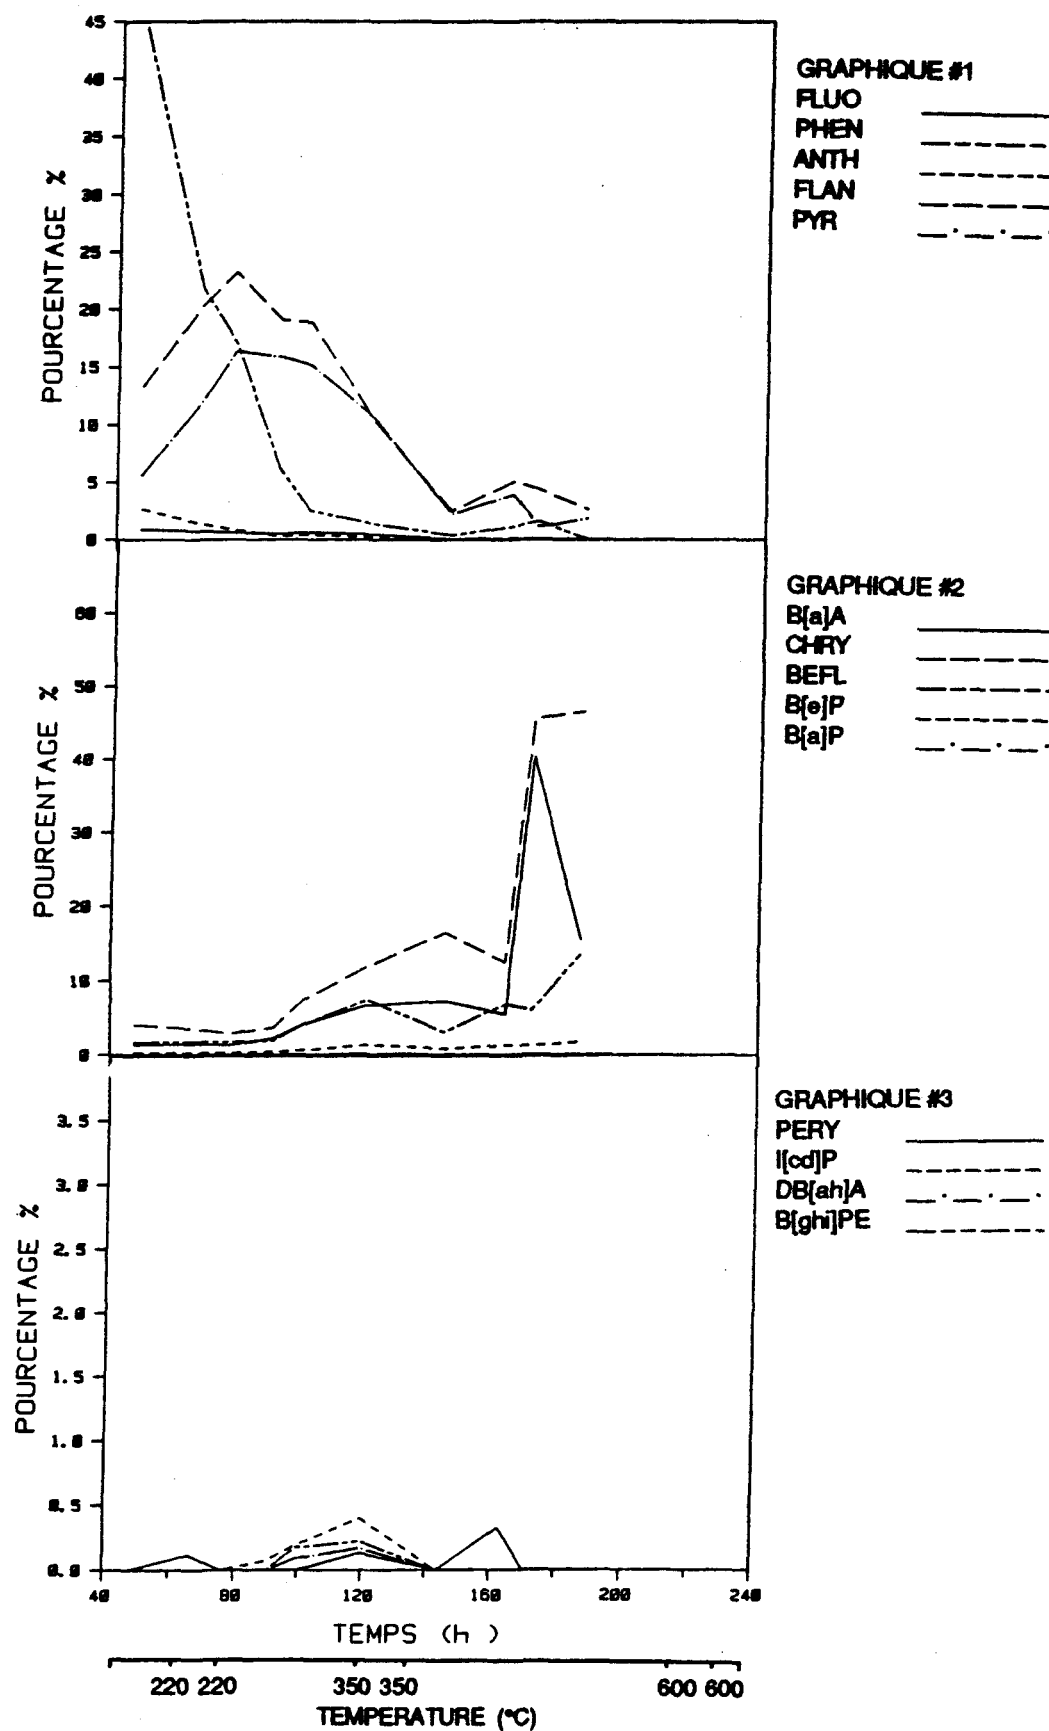 45
40
35
30
25
20
15
10
5
0
POURCENTAGE %
GRAPHIQUE #1
FLUO
PHEN
ANTH
FLAN
PYR
60
50
40
30
20
10
0
POURCENTAGE %
GRAPHIQUE #2
B[a]A
CHRY
BEFL
B[e]P
B[a]P
3.5
3.0
2.5
2.0
1.5
1.0
0.5
0.0
POURCENTAGE %
GRAPHIQUE #3
PERY
I[cd]P
DB[ah]A
B[ghi]PE
40 80 120 160 200 240
TEMPS (h )
220 220 350 350 600 600
TEMPERATURE (°C)